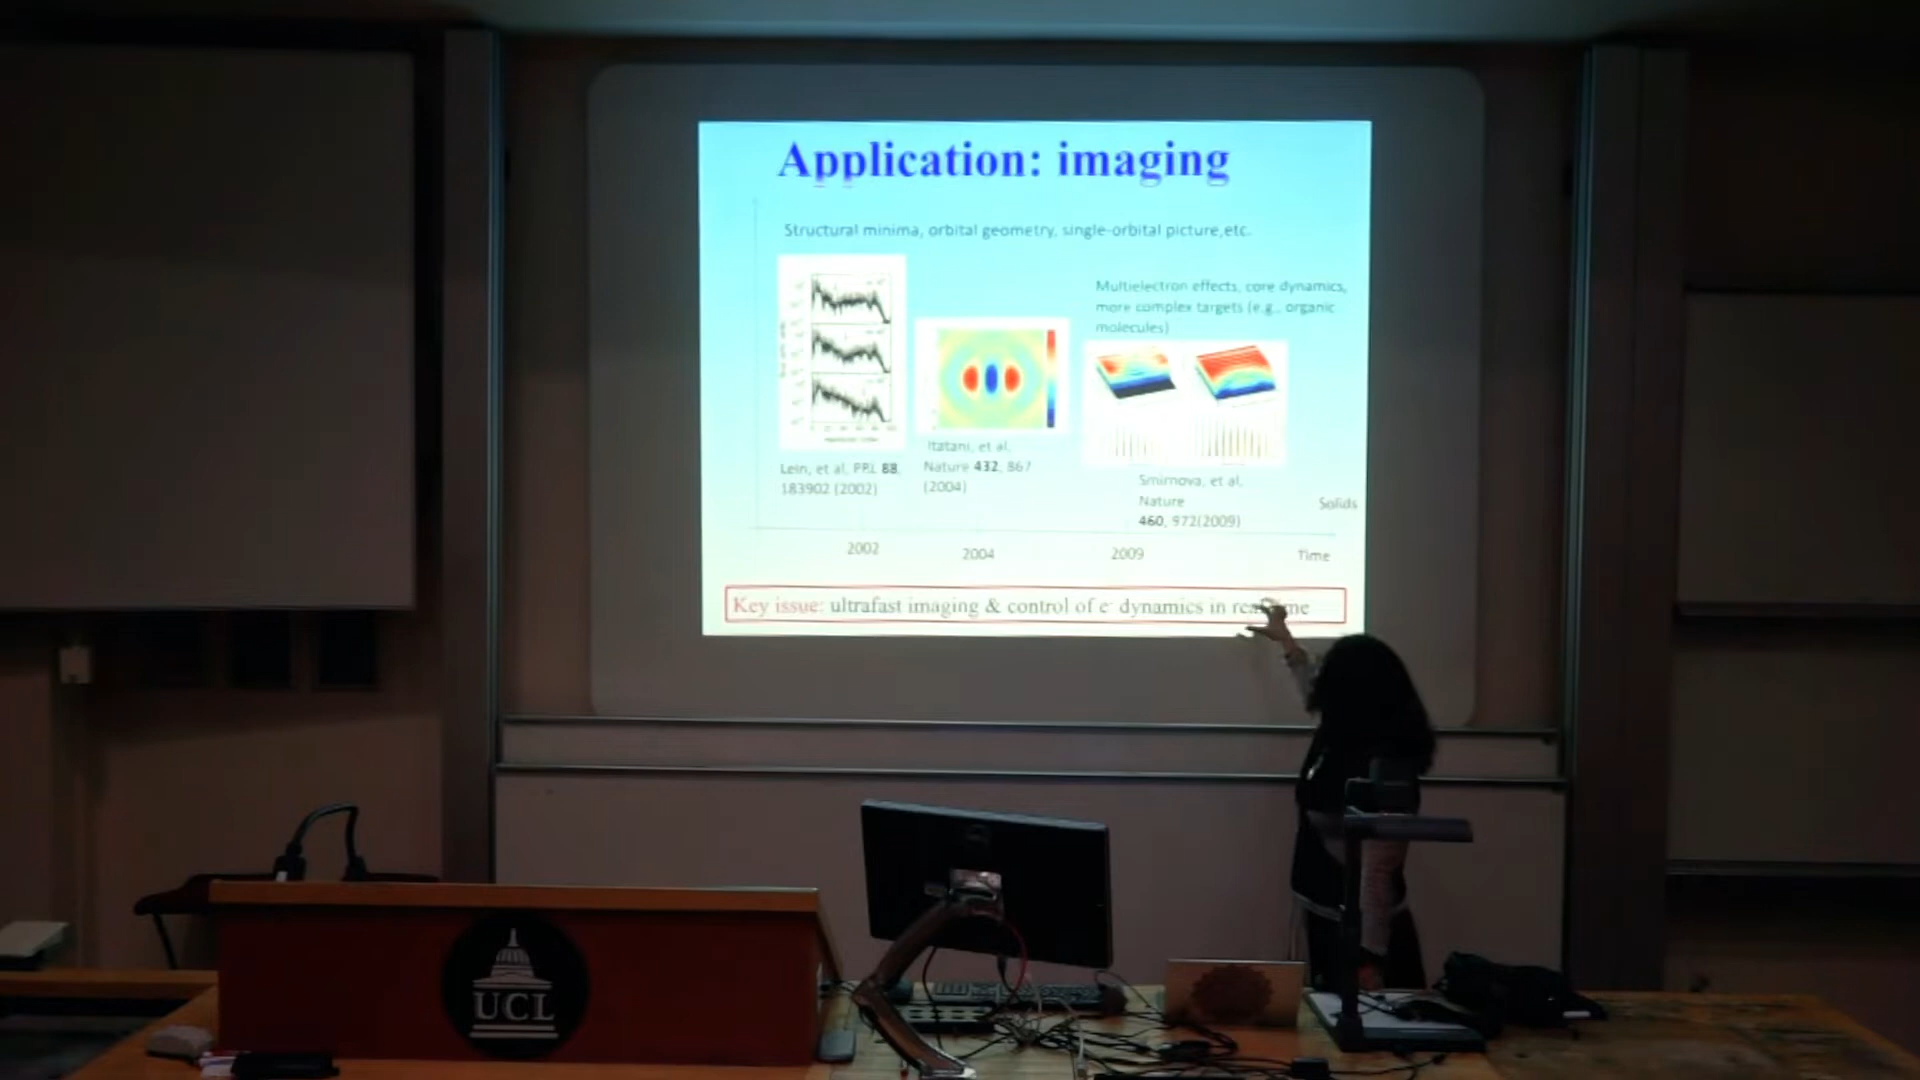 Application: imaging
Structural minima, orbital geometry, single-orbital picture,etc.
Multielectron effects, core dynamics,
more complex targets (e.g., organic
molecules)
Lein, et al, PRL 88,
183902 (2002)
Itatani, et al,
Nature 432, 867
(2004)
Smirnova, et al,
Nature
460, 972(2009)
Solids
2002
2004
2009
Time
Key issue: ultrafast imaging & control of e- dynamics in real time
UCL